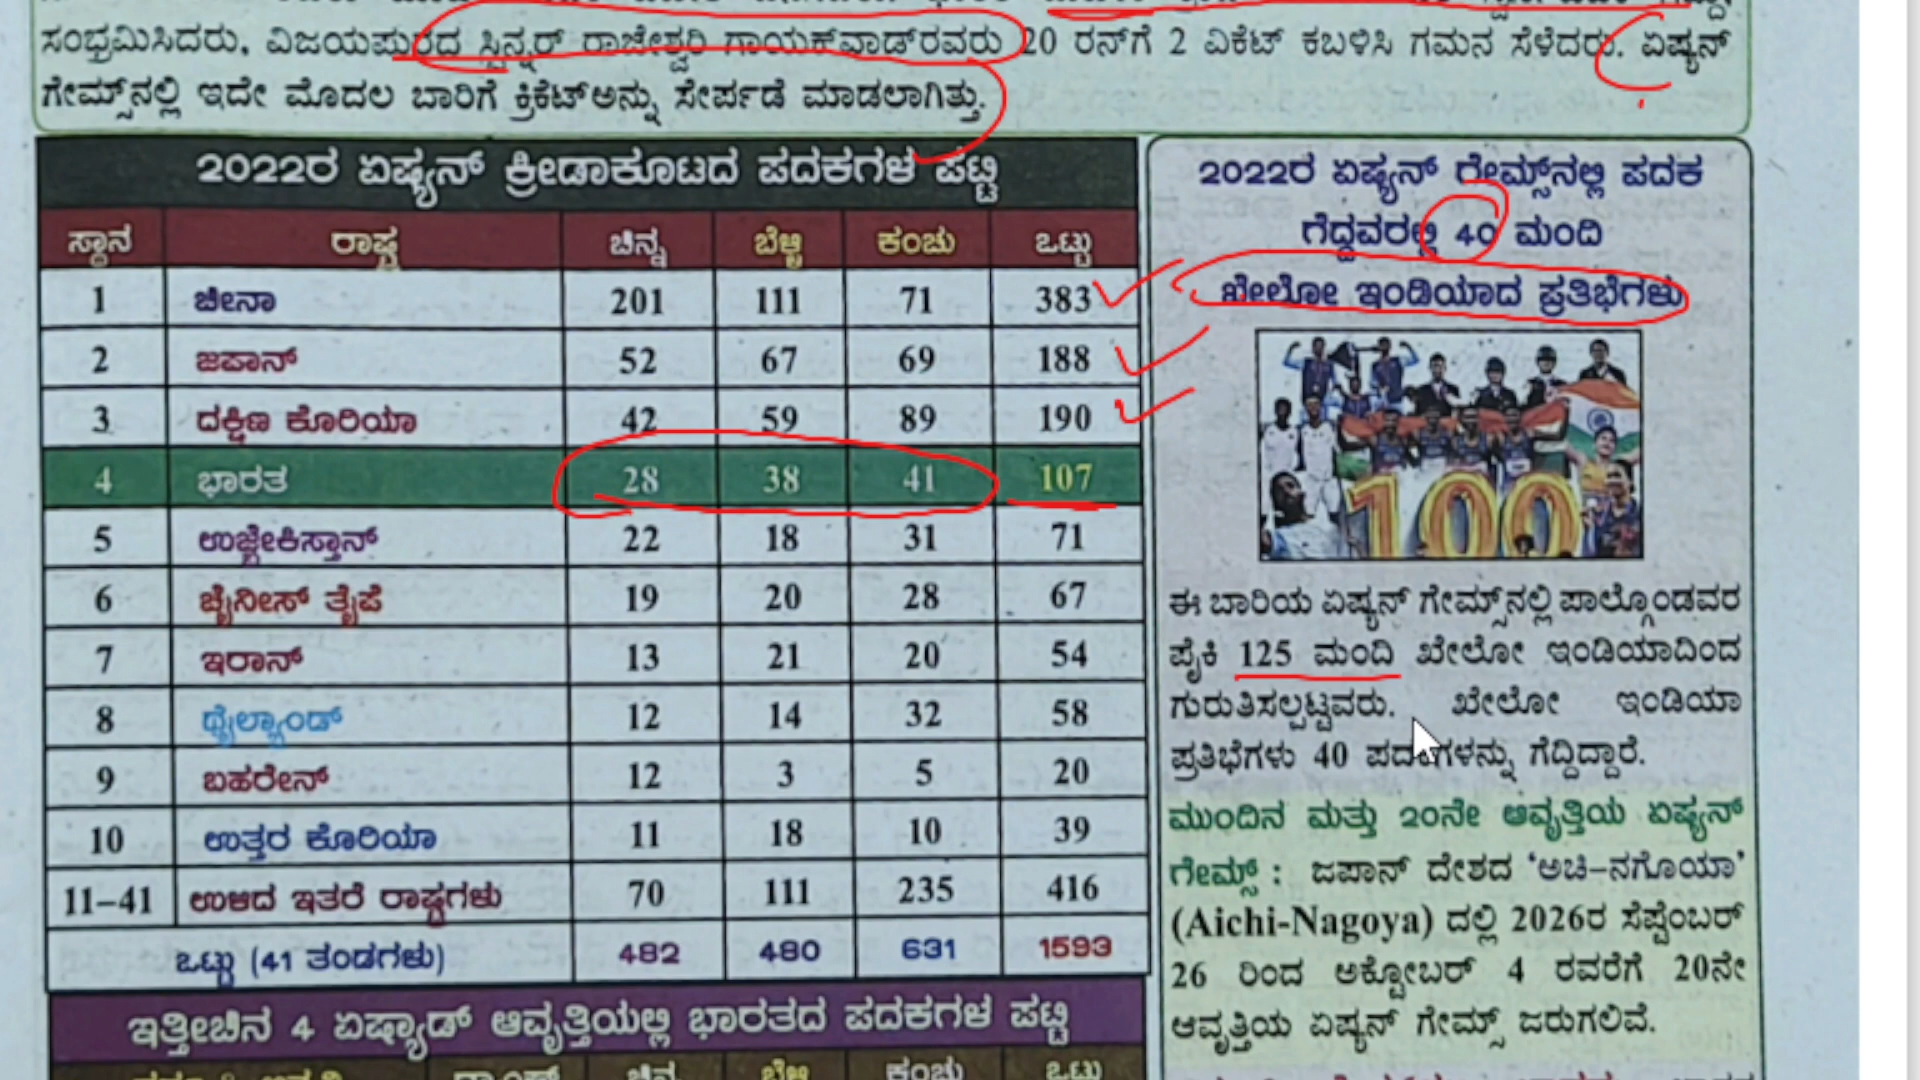 ಸಂಭ್ರಮಿಸಿದರು, ವಿಜಯಪುರದ ಸ್ಪಿನ್ನರ್ ರಾಜೇಶ್ವರಿ ಗಾಯಕ್‌ವಾಡ್‌ರವರು 20 ರನ್‌ಗೆ 2 ವಿಕೆಟ್ ಕಬಳಿಸಿ ಗಮನ ಸೆಳೆದರು. ಏಷ್ಯನ್
ಗೇಮ್ಸ್‌ನಲ್ಲಿ ಇದೇ ಮೊದಲ ಬಾರಿಗೆ ಕ್ರಿಕೆಟ್‌ಅನ್ನು ಸೇರ್ಪಡೆ ಮಾಡಲಾಗಿತ್ತು.
2022ರ ಏಷ್ಯನ್ ಕ್ರೀಡಾಕೂಟದ ಪದಕಗಳ ಪಟ್ಟಿ
ಸ್ಥಾನ ರಾಷ್ಟ್ರ ಚಿನ್ನ ಬೆಳ್ಳಿ ಕಂಚು ಒಟ್ಟು
1 ಚೀನಾ 201 111 71 383
2 ಜಪಾನ್ 52 67 69 188
3 ದಕ್ಷಿಣ ಕೊರಿಯಾ 42 59 89 190
4 ಭಾರತ 28 38 41 107
5 ಉಜ್ಬೇಕಿಸ್ತಾನ್ 22 18 31 71
6 ಚೈನೀಸ್ ತೈಪೆ 19 20 28 67
7 ಇರಾನ್ 13 21 20 54
8 ಥೈಲ್ಯಾಂಡ್ 12 14 32 58
9 ಬಹರೇನ್ 12 3 5 20
10 ಉತ್ತರ ಕೊರಿಯಾ 11 18 10 39
11-41 ಉಳಿದ ಇತರೆ ರಾಷ್ಟ್ರಗಳು 70 111 235 416
ಒಟ್ಟು (41 ತಂಡಗಳು) 482 480 631 1593
ಇತ್ತೀಚಿನ 4 ಏಷ್ಯಾಡ್ ಆವೃತ್ತಿಯಲ್ಲಿ ಭಾರತದ ಪದಕಗಳ ಪಟ್ಟಿ
ಚಿನ್ನ ಬೆಳ್ಳಿ ಕಂಚು ಒಟ್ಟು
2022ರ ಏಷ್ಯನ್ ಗೇಮ್ಸ್‌ನಲ್ಲಿ ಪದಕ
ಗೆದ್ದವರಲ್ಲಿ 40 ಮಂದಿ
ಖೇಲೋ ಇಂಡಿಯಾದ ಪ್ರತಿಭೆಗಳು
100
ಈ ಬಾರಿಯ ಏಷ್ಯನ್ ಗೇಮ್ಸ್‌ನಲ್ಲಿ ಪಾಲ್ಗೊಂಡವರ
ಪೈಕಿ 125 ಮಂದಿ ಖೇಲೋ ಇಂಡಿಯಾದಿಂದ
ಗುರುತಿಸಲ್ಪಟ್ಟವರು. ಖೇಲೋ ಇಂಡಿಯಾ
ಪ್ರತಿಭೆಗಳು 40 ಪದಕಗಳನ್ನು ಗೆದ್ದಿದ್ದಾರೆ.
ಮುಂದಿನ ಮತ್ತು 20ನೇ ಆವೃತ್ತಿಯ ಏಷ್ಯನ್
ಗೇಮ್ಸ್ : ಜಪಾನ್ ದೇಶದ 'ಅಚಿ-ನಗೊಯಾ'
(Aichi-Nagoya) ದಲ್ಲಿ 2026ರ ಸೆಪ್ಟೆಂಬರ್
26 ರಿಂದ ಅಕ್ಟೋಬರ್ 4 ರವರೆಗೆ 20ನೇ
ಆವೃತ್ತಿಯ ಏಷ್ಯನ್ ಗೇಮ್ಸ್ ಜರುಗಲಿವೆ.